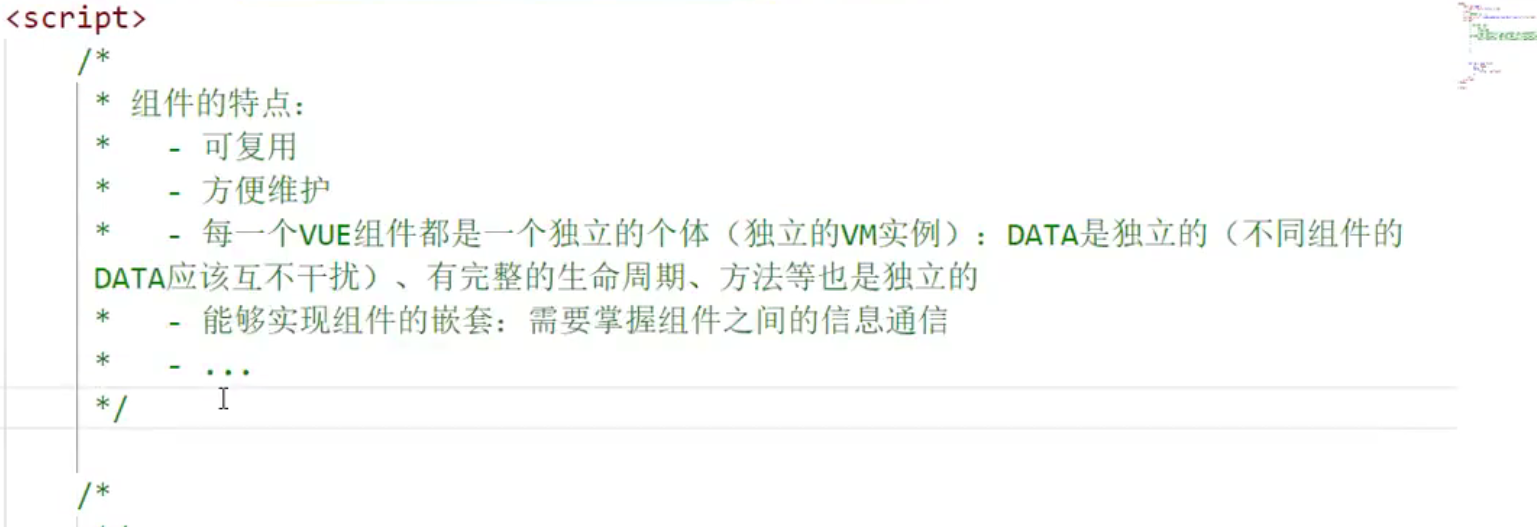 <script>
/*
* 组件的特点:
* - 可复用
* - 方便维护
* - 每一个VUE组件都是一个独立的个体（独立的VM实例）: DATA是独立的（不同组件的
DATA应该互不干扰）、有完整的生命周期、方法等也是独立的
* - 能够实现组件的嵌套: 需要掌握组件之间的信息通信
* - ...
*/
/*